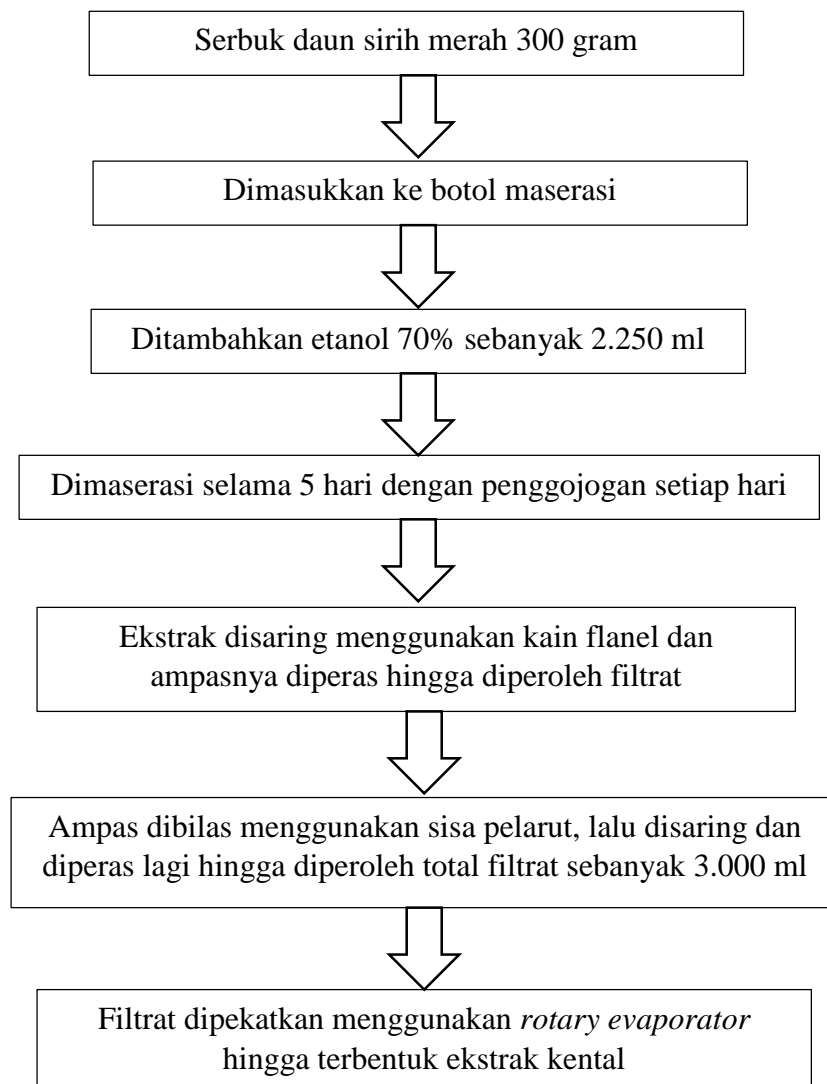 Serbuk daun sirih merah 300 gram
Dimasukkan ke botol maserasi
Ditambahkan etanol 70% sebanyak 2.250 ml
Dimaserasi selama 5 hari dengan penggojogan setiap hari
Ekstrak disaring menggunakan kain flanel dan
ampasnya diperas hingga diperoleh filtrat
Ampas dibilas menggunakan sisa pelarut, lalu disaring dan
diperas lagi hingga diperoleh total filtrat sebanyak 3.000 ml
Filtrat dipekatkan menggunakan rotary evaporator
hingga terbentuk ekstrak kental